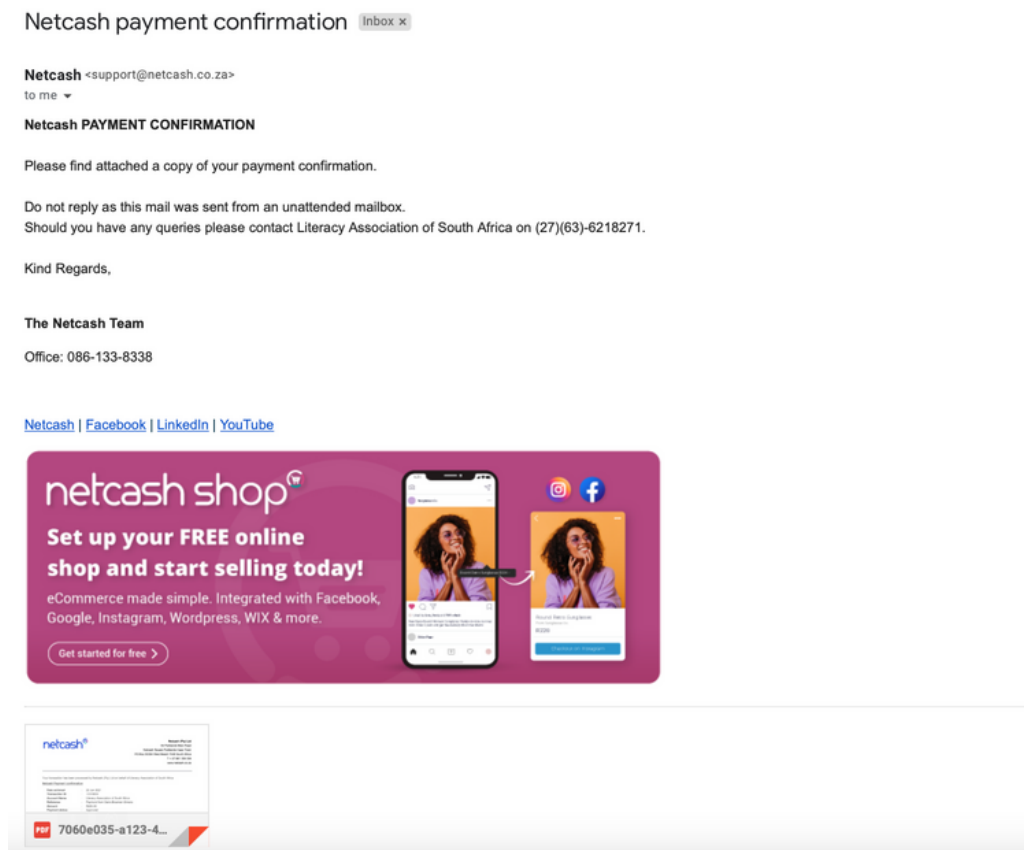 Netcash payment confirmation Inbox ×
Netcash <support@netcash.co.za>
to me
Netcash PAYMENT CONFIRMATION
Please find attached a copy of your payment confirmation.
Do not reply as this mail was sent from an unattended mailbox.
Should you have any queries please contact Literacy Association of South Africa on (27)(63)-6218271.
Kind Regards,
The Netcash Team
Office: 086-133-8338
Netcash | Facebook | LinkedIn | YouTube
netcash shop
Set up your FREE online
shop and start selling today!
eCommerce made simple. Integrated with Facebook,
Google, Instagram, Wordpress, WIX & more.
Get started for free
netcash
PDF 7060e035-a123-4...